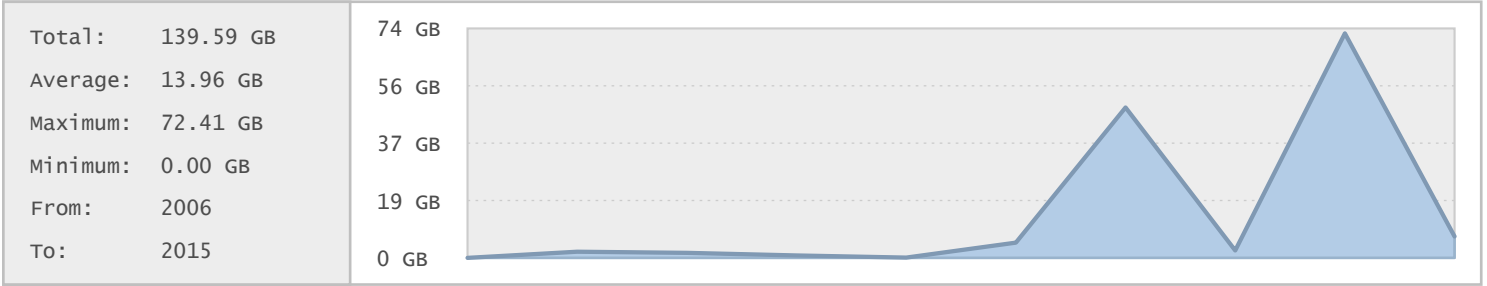 Total: 139.59 GB
Average: 13.96 GB
Maximum: 72.41 GB
Minimum: 0.00 GB
From: 2006
To: 2015
74 GB
56 GB
37 GB
19 GB
0 GB